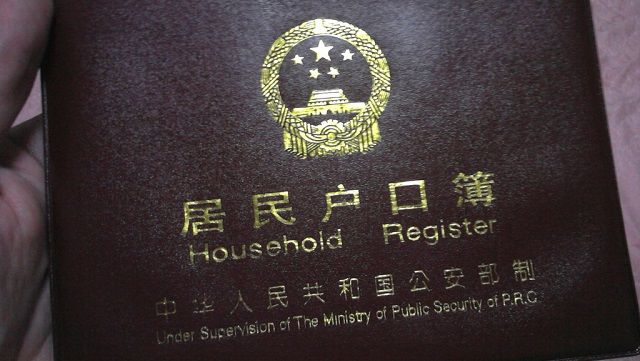 居民户口簿
Household Register
中华人民共和国公安部制
Under Supervision of The Ministry of Public Security of P.R.C